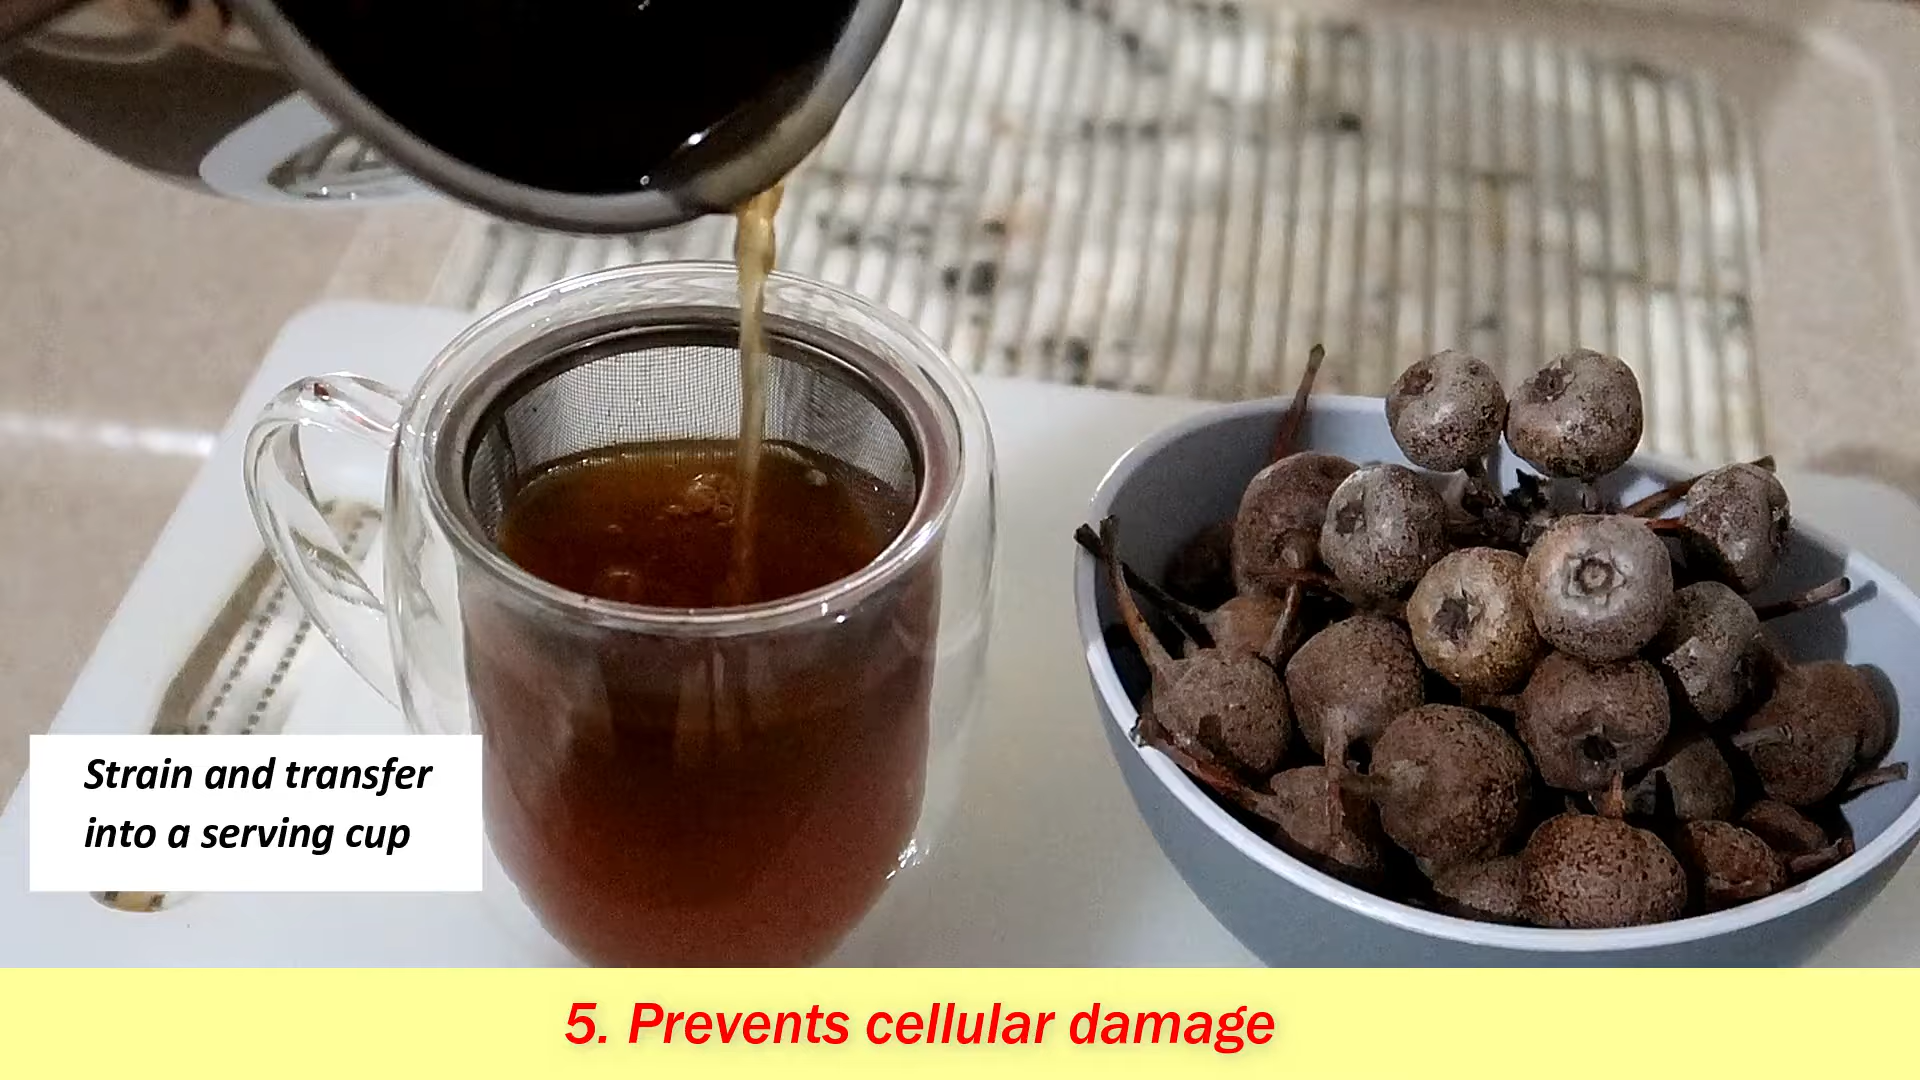 Strain and transfer
into a serving cup
5. Prevents cellular damage